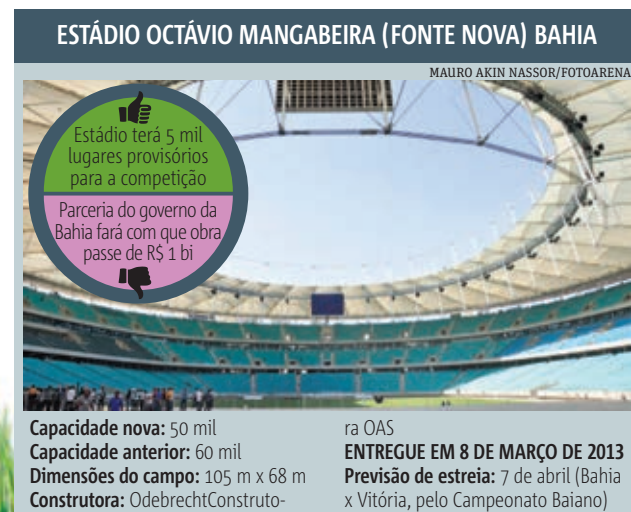 ESTÁDIO OCTÁVIO MANGABEIRA (FONTE NOVA) BAHIA
MAURO AKIN NASSOR/FOTOARENA
Estádio terá 5 mil
lugares provisórios
para a competição
Parceria do governo da
Bahia fará com que obra
passe de R$ 1 bi
Capacidade nova: 50 mil
Capacidade anterior: 60 mil
Dimensões do campo: 105 m x 68 m
Construtora: OdebrechtConstruto-
ra OAS
ENTREGUE EM 8 DE MARÇO DE 2013
Previsão de estreia: 7 de abril (Bahia
x Vitória, pelo Campeonato Baiano)